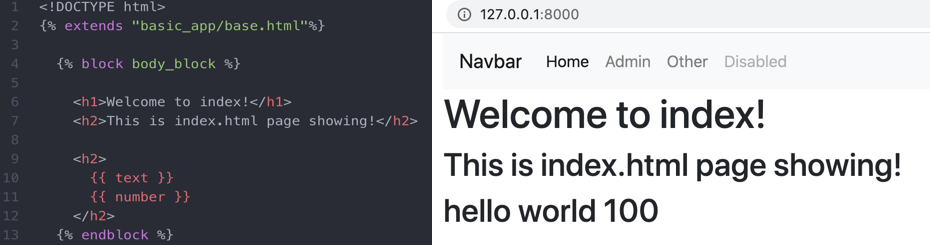 1 <!DOCTYPE html>
2 {% extends "basic_app/base.html"%}
3
4 {% block body_block %}
5
6 <h1>Welcome to index!</h1>
7 <h2>This is index.html page showing!</h2>
8
9 <h2>
10 {{ text }}
11 {{ number }}
12 </h2>
13 {% endblock %}
127.0.0.1:8000
Navbar Home Admin Other Disabled
Welcome to index!
This is index.html page showing!
hello world 100